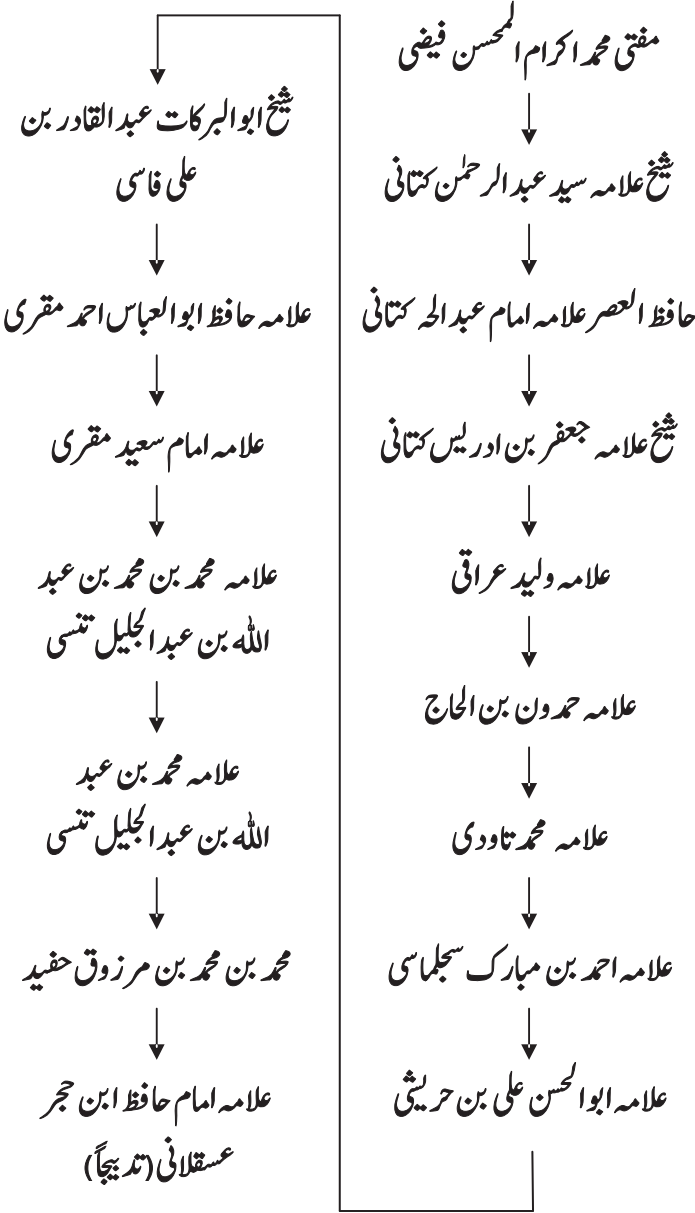 مفتی محمد اکرام المحسن فیضی
شیخ علامہ سید عبد الرحمٰن کتانی
حافظ العصر علامہ امام عبد الحہ کتانی
شیخ علامہ جعفر بن ادریس کتانی
علامہ ولید عراقی
علامہ حمدون بن الحاج
علامہ محمد تاودی
علامہ احمد بن مبارک سجلماسی
علامہ ابو الحسن علی بن حریشی
شیخ ابو البرکات عبد القادر بن
علی فاسی
علامہ حافظ ابو العباس احمد مقری
علامہ امام سعید مقری
علامہ محمد بن محمد بن عبد
اللہ بن عبد الجلیل تنسی
علامہ محمد بن عبد
اللہ بن عبد الجلیل تنسی
محمد بن محمد بن مرزوق حفید
علامہ امام حافظ ابن حجر
عسقلانی (تدبیجاً)